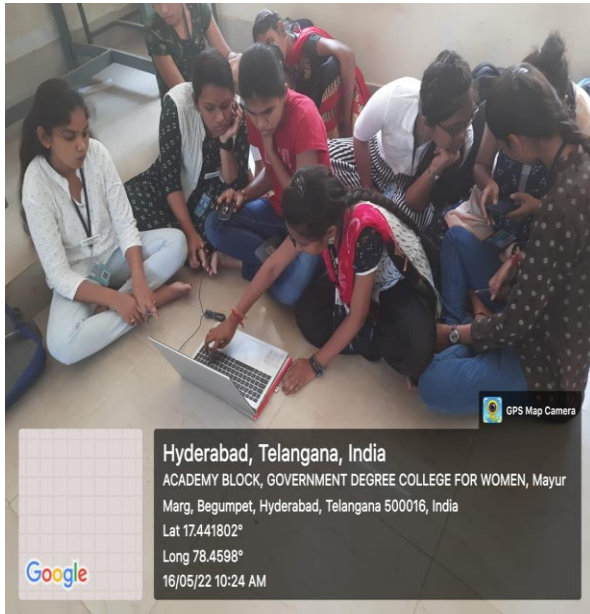 GPS Map Camera
Hyderabad, Telangana, India
ACADEMY BLOCK, GOVERNMENT DEGREE COLLEGE FOR WOMEN, Mayur
Marg, Begumpet, Hyderabad, Telangana 500016, India
Lat 17.441802°
Long 78.4598°
16/05/22 10:24 AM
Google